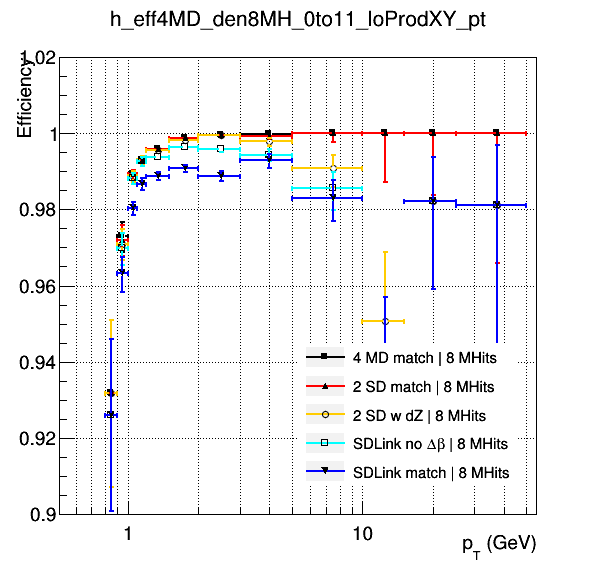 h_eff4MD_den8MH_0to11_loProdXY_pt
Efficiency
1.02
1
0.98
0.96
0.94
0.92
0.9
4 MD match | 8 MHits
2 SD match | 8 MHits
2 SD w dZ | 8 MHits
SDLink no Δβ | 8 MHits
SDLink match | 8 MHits
1
10
p_T (GeV)